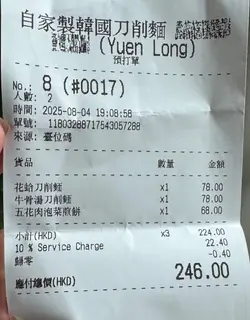 自家製韓國刀削麵
(Yuen Long)
預打單
No.: 8 (#0017)
人數: 2
時間: 2025-08-04 19:08:58
單號: 11803288717543057288
來源: 臺位碼
貨品 數量 金額
花蛤刀削麵 x1 78.00
牛骨湯刀削麵 x1 78.00
五花肉泡菜煎餅 x1 68.00
小計(HKD) x3 224.00
10 % Service Charge 22.40
歸零 -0.40
應付總價(HKD) 246.00